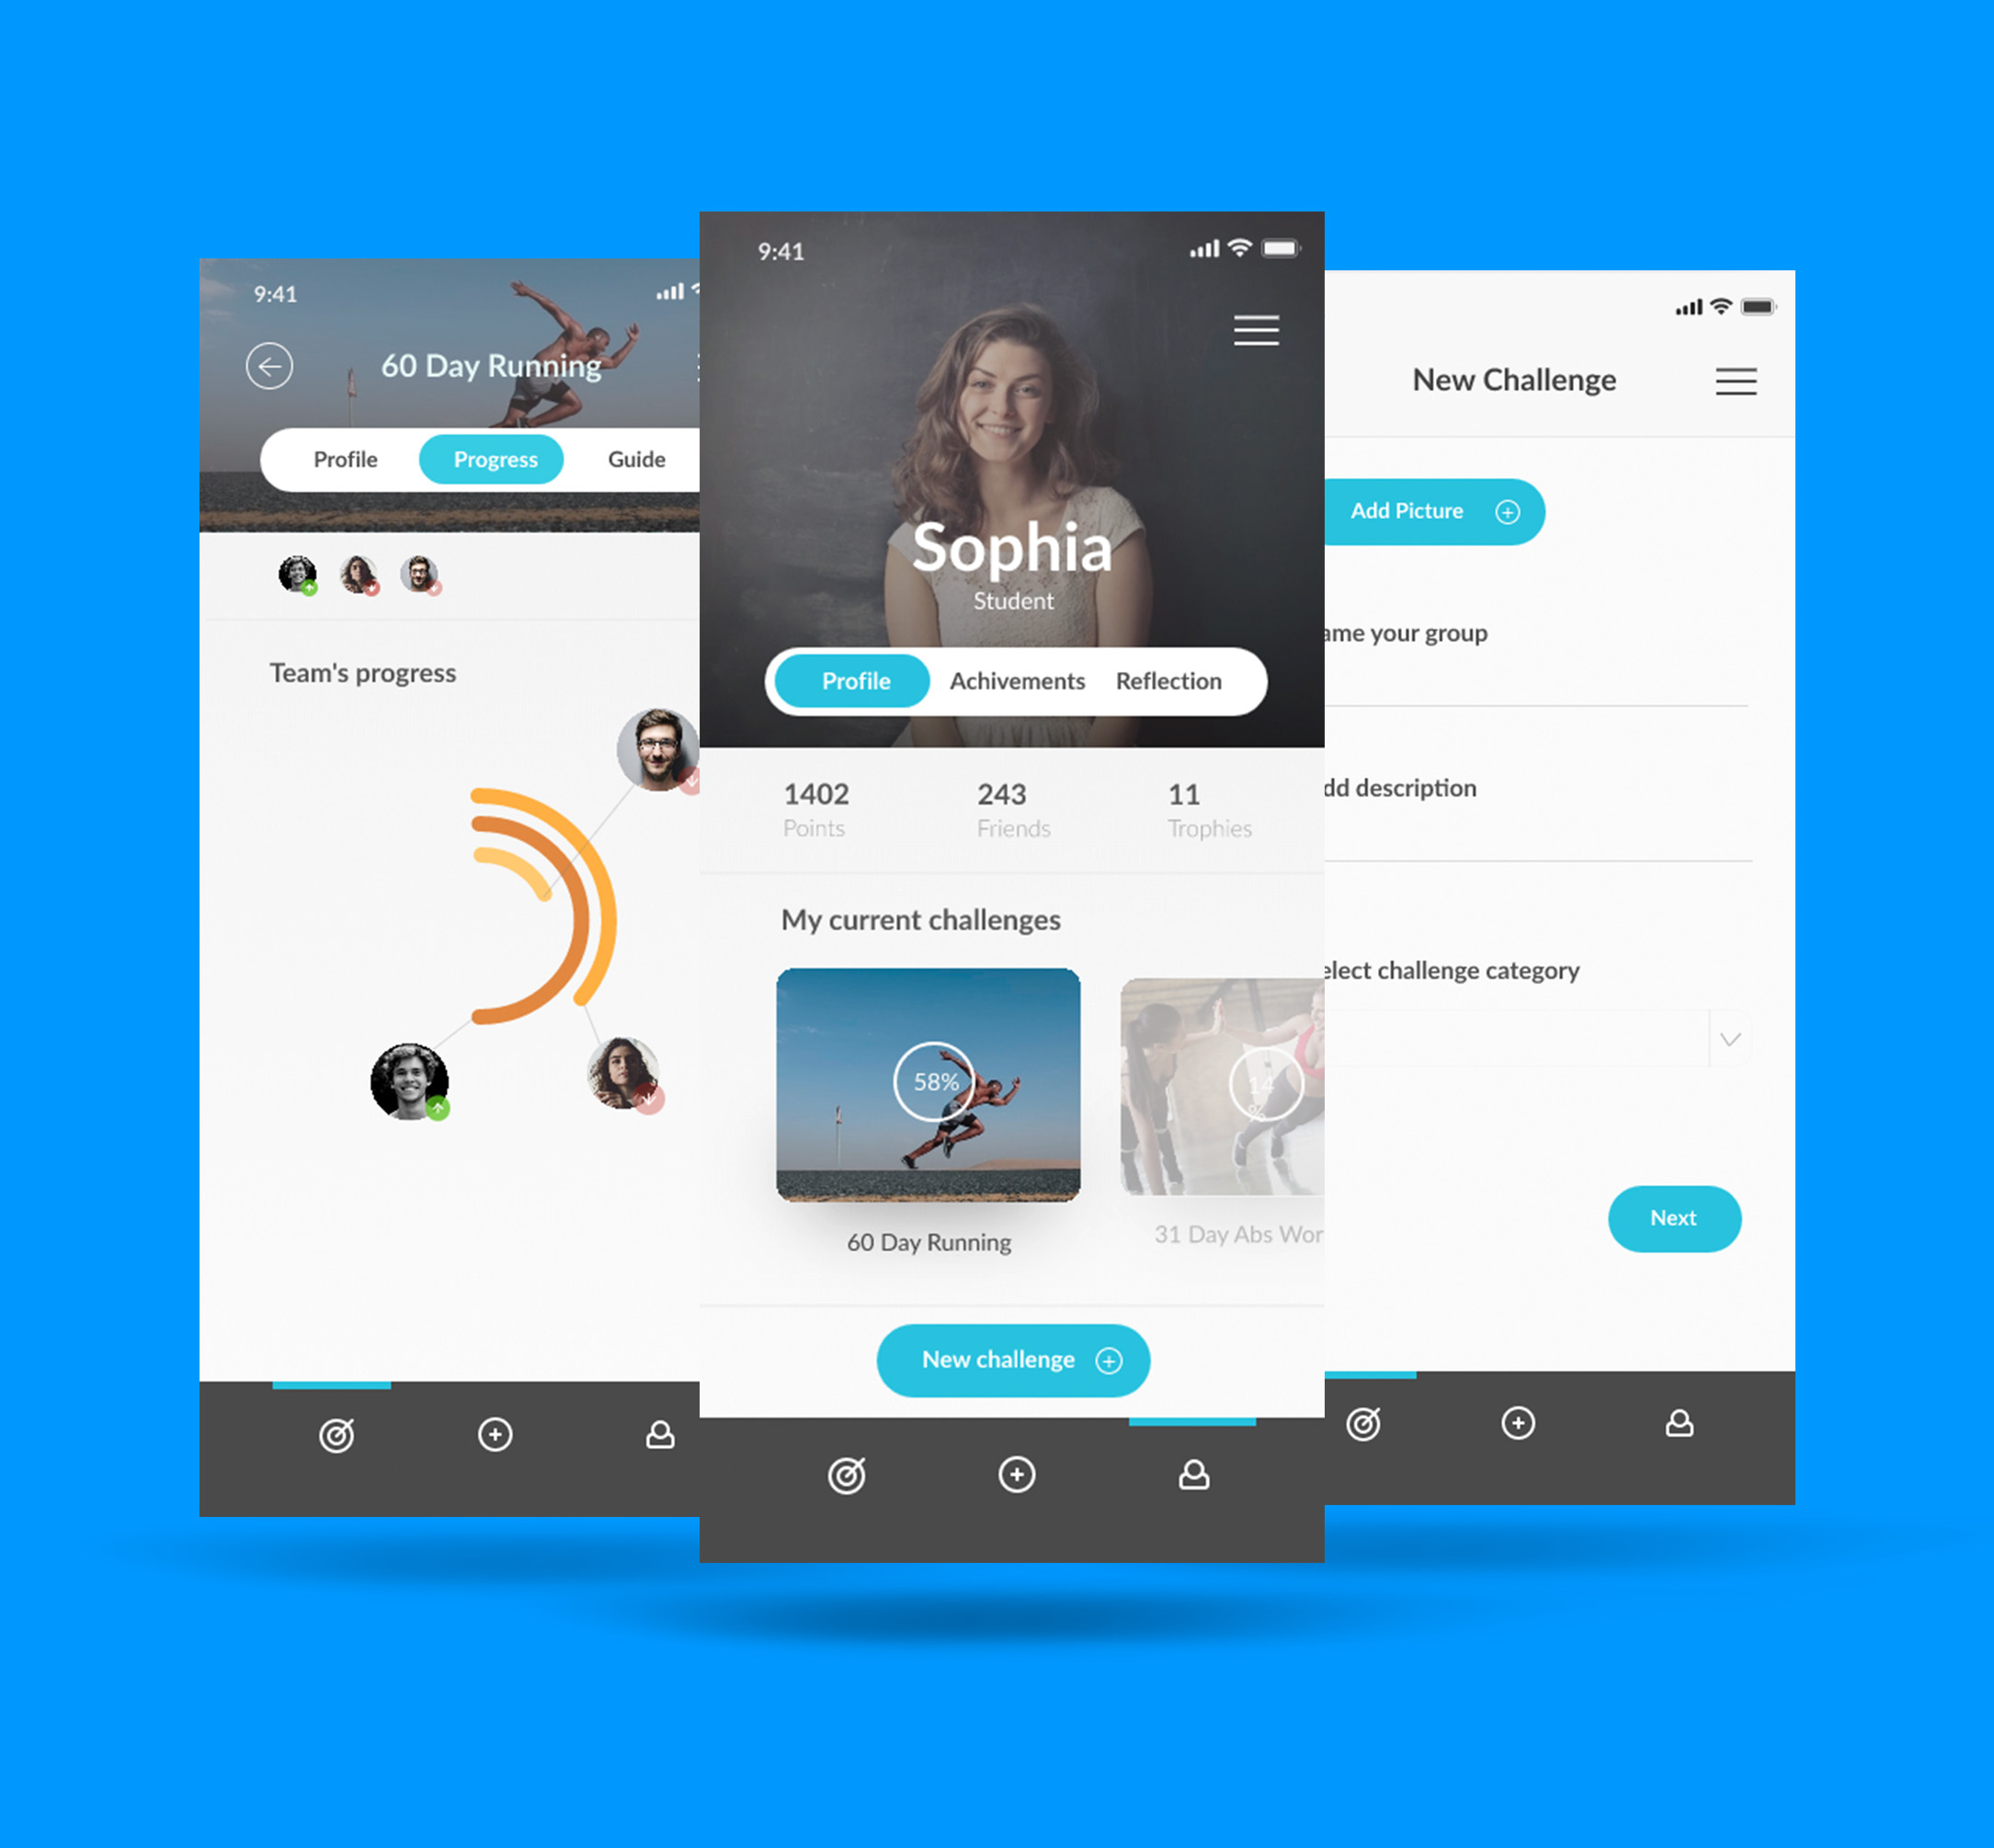 9:41
60 Day Running
Profile Progress Guide
Team's progress
9:41
Sophia
Student
Profile Achivements Reflection
1402 243 11
Points Friends Trophies
My current challenges
58%
14
%
60 Day Running
31 Day Abs Wor
New challenge
New Challenge
Add Picture
ame your group
dd description
elect challenge category
Next